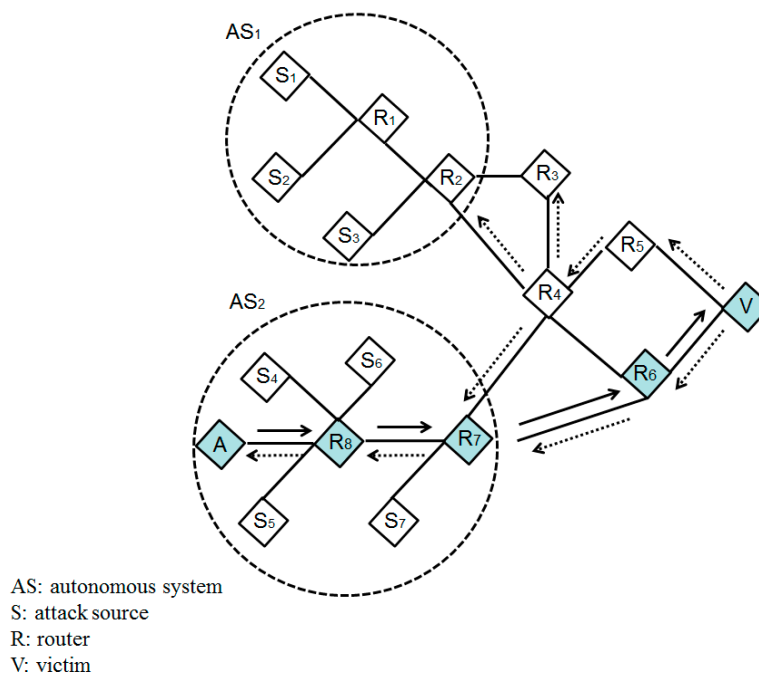 AS1
S1
R1
S2
R2
R3
S3
R5
R4
V
AS2
S6
S4
R6
A
R8
R7
S5
S7
AS: autonomous system
S: attack source
R: router
V: victim